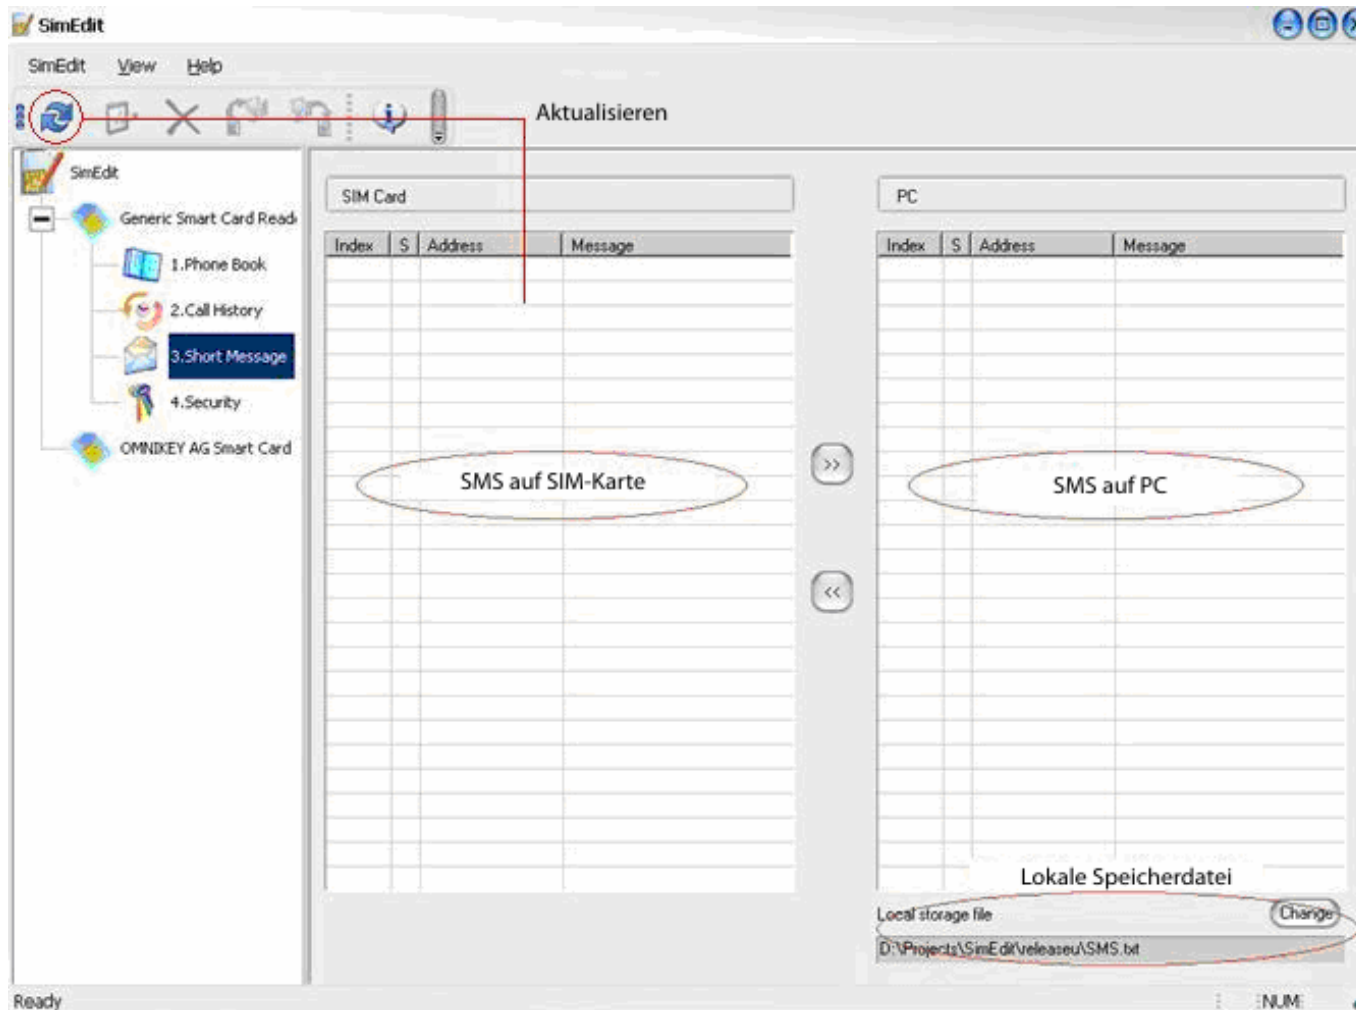 SimEdit
SimEdit View Help
Aktualisieren
SimEdit
Generic Smart Card Read
1.Phone Book
2.Call History
3.Short Message
4.Security
OMNIKEY AG Smart Card
SIM Card
Index S Address Message
SMS auf SIM-Karte
>>
<<
PC
Index S Address Message
SMS auf PC
Lokale Speicherdatei
Local storage file Change
D:\Projects\SimEdit\releaseu\SMS.txt
Ready NUM